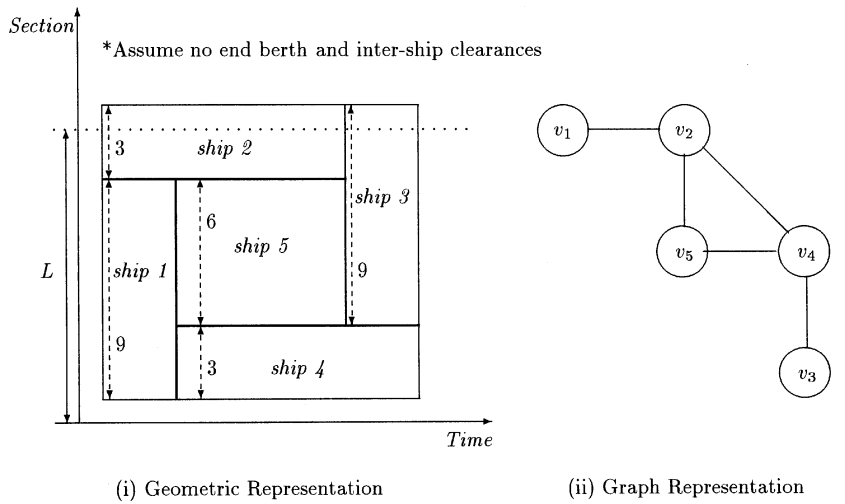 Section
*Assume no end berth and inter-ship clearances
3
ship 2
ship 3
6
ship 5
L
ship 1
9
9
3
ship 4
Time
(i) Geometric Representation
v1
v2
v5
v4
v3
(ii) Graph Representation